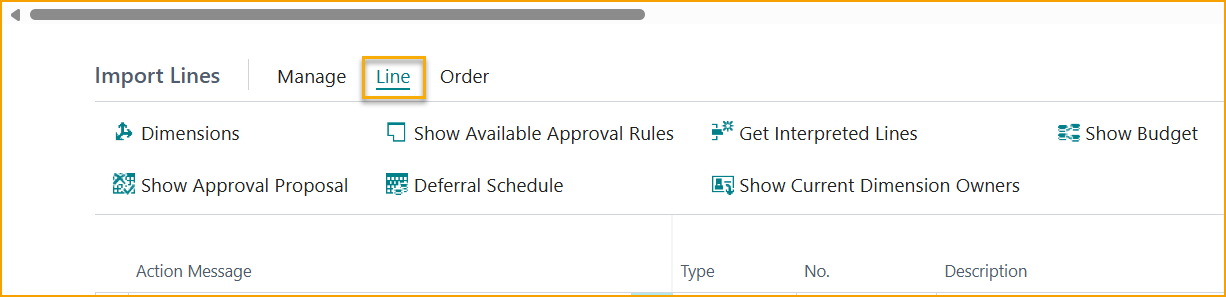 Import Lines Manage Line Order
Dimensions Show Available Approval Rules Get Interpreted Lines Show Budget
Show Approval Proposal Deferral Schedule Show Current Dimension Owners
Action Message Type No. Description